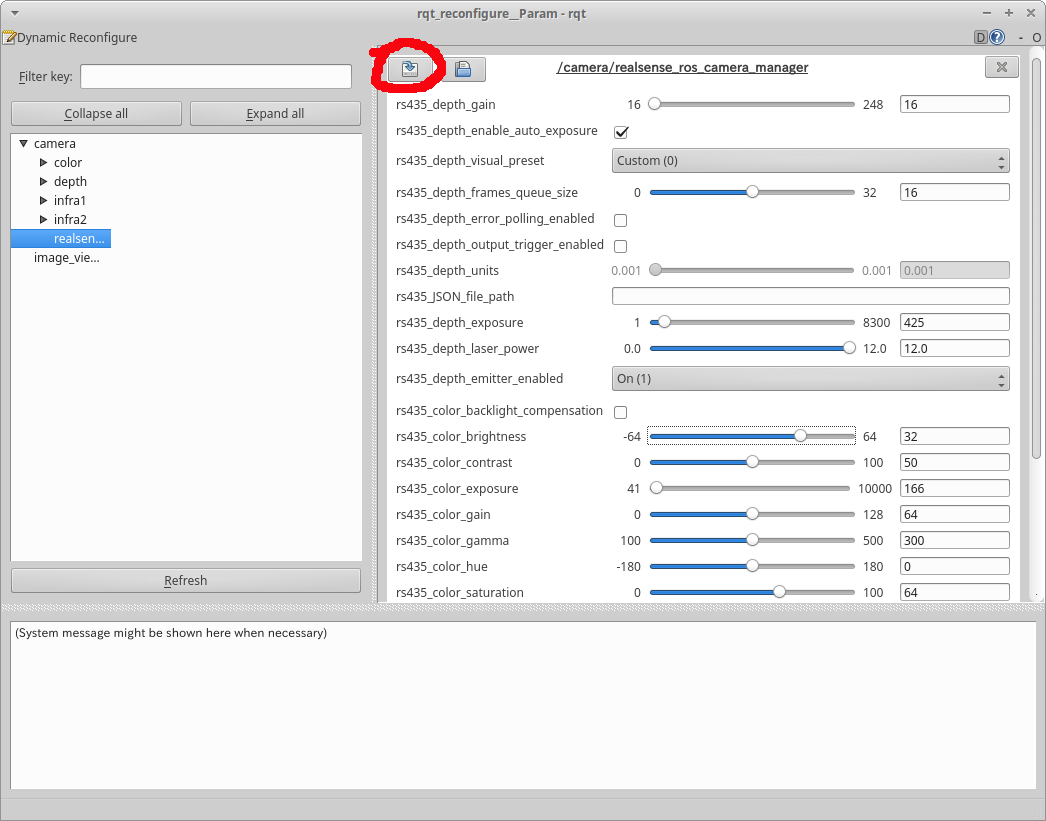 rqt_reconfigure__Param - rqt
Dynamic Reconfigure
D ? - O
Filter key:
Collapse all
Expand all
camera
color
depth
infra1
infra2
realsen...
image_vie...
Refresh
/camera/realsense_ros_camera_manager
rs435_depth_gain 16 248 16
rs435_depth_enable_auto_exposure
rs435_depth_visual_preset Custom (0)
rs435_depth_frames_queue_size 0 32 16
rs435_depth_error_polling_enabled
rs435_depth_output_trigger_enabled
rs435_depth_units 0.001 0.001 0.001
rs435_JSON_file_path
rs435_depth_exposure 1 8300 425
rs435_depth_laser_power 0.0 12.0 12.0
rs435_depth_emitter_enabled On (1)
rs435_color_backlight_compensation
rs435_color_brightness -64 64 32
rs435_color_contrast 0 100 50
rs435_color_exposure 41 10000 166
rs435_color_gain 0 128 64
rs435_color_gamma 100 500 300
rs435_color_hue -180 180 0
rs435_color_saturation 0 100 64
(System message might be shown here when necessary)